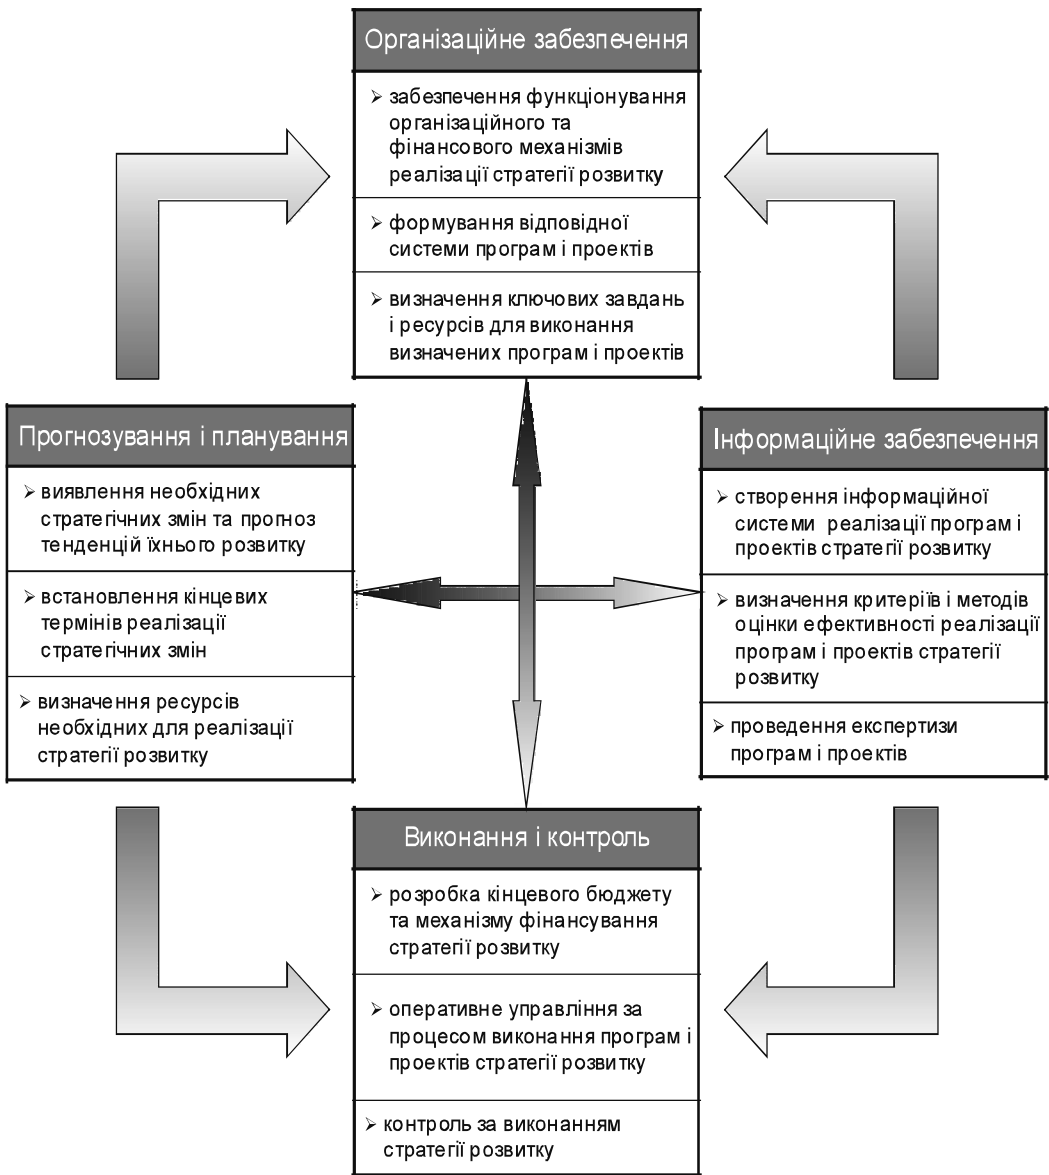 Організаційне забезпечення
➢ забезпечення функціонування
організаційного та
фінансового механізмів
реалізації стратегії розвитку
➢ формування відповідної
системи програм і проектів
➢ визначення ключових завдань
і ресурсів для виконання
визначених програм і проектів
Прогнозування і планування
➢ виявлення необхідних
стратегічних змін та прогноз
тенденцій їхнього розвитку
➢ встановлення кінцевих
термінів реалізації
стратегічних змін
➢ визначення ресурсів
необхідних для реалізації
стратегії розвитку
Інформаційне забезпечення
➢ створення інформаційної
системи реалізації програм і
проектів стратегії розвитку
➢ визначення критеріїв і методів
оцінки ефективності реалізації
програм і проектів стратегії
розвитку
➢ проведення експертизи
програм і проектів
Виконання і контроль
➢ розробка кінцевого бюджету
та механізму фінансування
стратегії розвитку
➢ оперативне управління за
процесом виконання програм і
проектів стратегії розвитку
➢ контроль за виконанням
стратегії розвитку